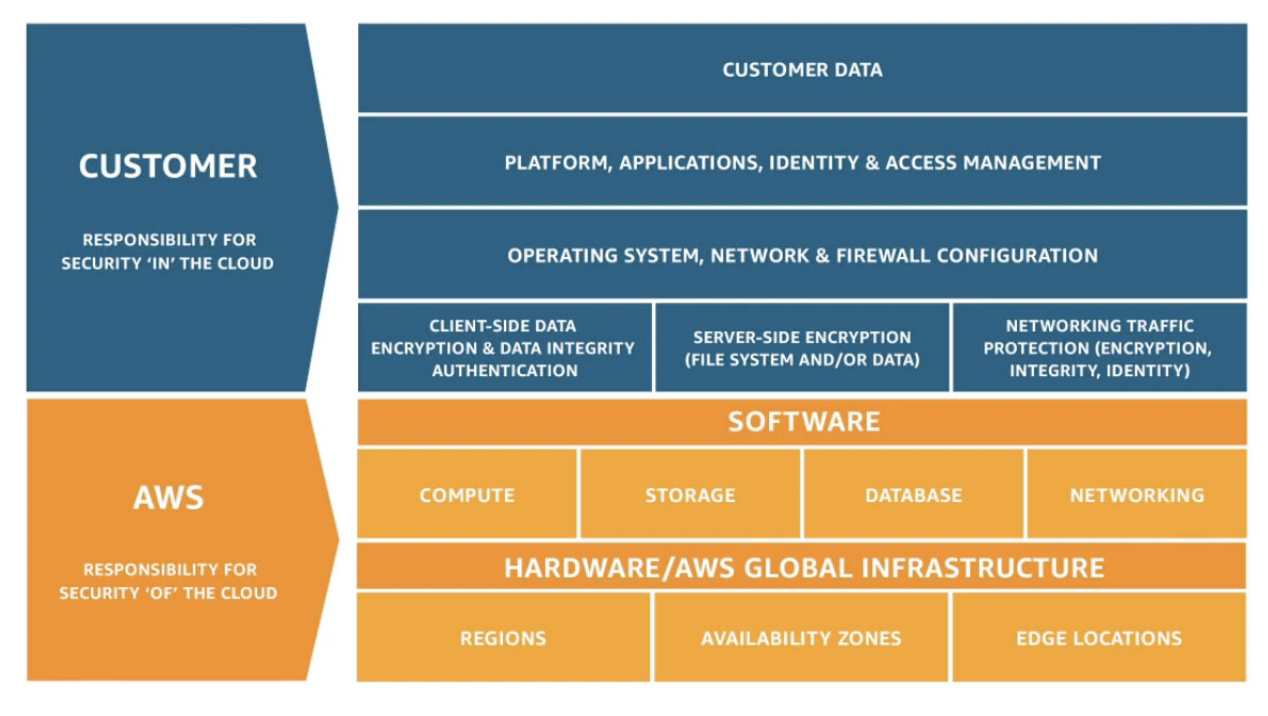 CUSTOMER
RESPONSIBILITY FOR
SECURITY ‘IN’ THE CLOUD
CUSTOMER DATA
PLATFORM, APPLICATIONS, IDENTITY & ACCESS MANAGEMENT
OPERATING SYSTEM, NETWORK & FIREWALL CONFIGURATION
CLIENT-SIDE DATA
ENCRYPTION & DATA INTEGRITY
AUTHENTICATION
SERVER-SIDE ENCRYPTION
(FILE SYSTEM AND/OR DATA)
NETWORKING TRAFFIC
PROTECTION (ENCRYPTION,
INTEGRITY, IDENTITY)
AWS
RESPONSIBILITY FOR
SECURITY ‘OF’ THE CLOUD
SOFTWARE
COMPUTE
STORAGE
DATABASE
NETWORKING
HARDWARE/AWS GLOBAL INFRASTRUCTURE
REGIONS
AVAILABILITY ZONES
EDGE LOCATIONS